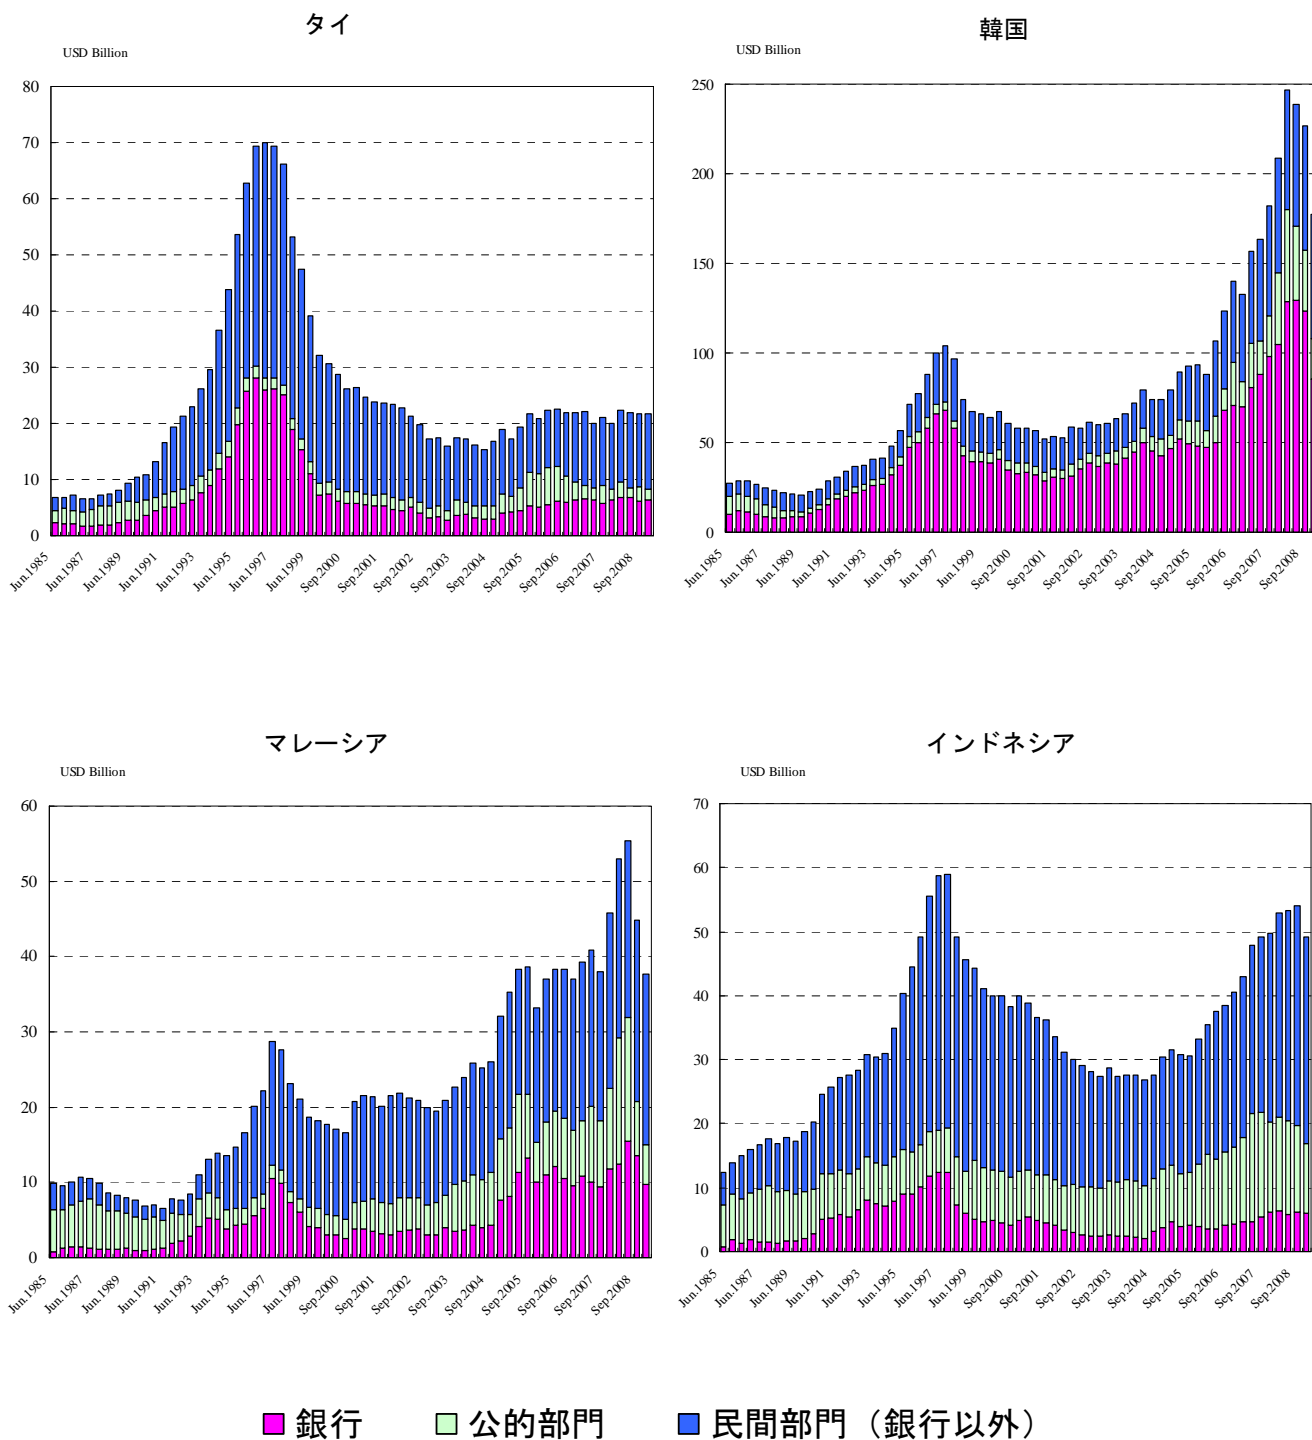 タイ
USD Billion
80
70
60
50
40
30
20
10
0
Jun.1985
Jun.1987
Jun.1989
Jun.1991
Jun.1993
Jun.1995
Jun.1997
Jun.1999
Sep.2000
Sep.2001
Sep.2002
Sep.2003
Sep.2004
Sep.2005
Sep.2006
Sep.2007
Sep.2008
韓国
USD Billion
250
200
150
100
50
0
Jun.1985
Jun.1987
Jun.1989
Jun.1991
Jun.1993
Jun.1995
Jun.1997
Jun.1999
Sep.2000
Sep.2001
Sep.2002
Sep.2003
Sep.2004
Sep.2005
Sep.2006
Sep.2007
Sep.2008
マレーシア
USD Billion
60
50
40
30
20
10
0
Jun.1985
Jun.1987
Jun.1989
Jun.1991
Jun.1993
Jun.1995
Jun.1997
Jun.1999
Sep.2000
Sep.2001
Sep.2002
Sep.2003
Sep.2004
Sep.2005
Sep.2006
Sep.2007
Sep.2008
インドネシア
USD Billion
70
60
50
40
30
20
10
0
Jun.1985
Jun.1987
Jun.1989
Jun.1991
Jun.1993
Jun.1995
Jun.1997
Jun.1999
Sep.2000
Sep.2001
Sep.2002
Sep.2003
Sep.2004
Sep.2005
Sep.2006
Sep.2007
Sep.2008
銀行 公的部門 民間部門（銀行以外）